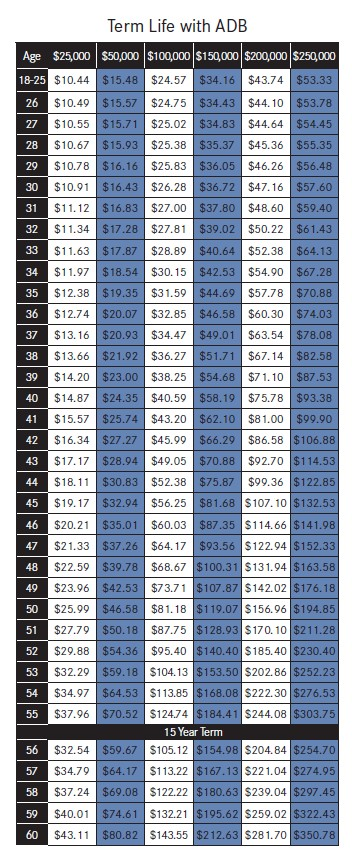 Term Life with ADB
Age $25,000 $50,000 $100,000 $150,000 $200,000 $250,000
18-25 $10.44 $15.48 $24.57 $34.16 $43.74 $53.33
26 $10.49 $15.57 $24.75 $34.43 $44.10 $53.78
27 $10.55 $15.71 $25.02 $34.83 $44.64 $54.45
28 $10.67 $15.93 $25.38 $35.37 $45.36 $55.35
29 $10.78 $16.16 $25.83 $36.05 $46.26 $56.48
30 $10.91 $16.43 $26.28 $36.72 $47.16 $57.60
31 $11.12 $16.83 $27.00 $37.80 $48.60 $59.40
32 $11.34 $17.28 $27.81 $39.02 $50.22 $61.43
33 $11.63 $17.87 $28.89 $40.64 $52.38 $64.13
34 $11.97 $18.54 $30.15 $42.53 $54.90 $67.28
35 $12.38 $19.35 $31.59 $44.69 $57.78 $70.88
36 $12.74 $20.07 $32.85 $46.58 $60.30 $74.03
37 $13.16 $20.93 $34.47 $49.01 $63.54 $78.08
38 $13.66 $21.92 $36.27 $51.71 $67.14 $82.58
39 $14.20 $23.00 $38.25 $54.68 $71.10 $87.53
40 $14.87 $24.35 $40.59 $58.19 $75.78 $93.38
41 $15.57 $25.74 $43.20 $62.10 $81.00 $99.90
42 $16.34 $27.27 $45.99 $66.29 $86.58 $106.88
43 $17.17 $28.94 $49.05 $70.88 $92.70 $114.53
44 $18.11 $30.83 $52.38 $75.87 $99.36 $122.85
45 $19.17 $32.94 $56.25 $81.68 $107.10 $132.53
46 $20.21 $35.01 $60.03 $87.35 $114.66 $141.98
47 $21.33 $37.26 $64.17 $93.56 $122.94 $152.33
48 $22.59 $39.78 $68.67 $100.31 $131.94 $163.58
49 $23.96 $42.53 $73.71 $107.87 $142.02 $176.18
50 $25.99 $46.58 $81.18 $119.07 $156.96 $194.85
51 $27.79 $50.18 $87.75 $128.93 $170.10 $211.28
52 $29.88 $54.36 $95.40 $140.40 $185.40 $230.40
53 $32.29 $59.18 $104.13 $153.50 $202.86 $252.23
54 $34.97 $64.53 $113.85 $168.08 $222.30 $276.53
55 $37.96 $70.52 $124.74 $184.41 $244.08 $303.75
15 Year Term
56 $32.54 $59.67 $105.12 $154.98 $204.84 $254.70
57 $34.79 $64.17 $113.22 $167.13 $221.04 $274.95
58 $37.24 $69.08 $122.22 $180.63 $239.04 $297.45
59 $40.01 $74.61 $132.21 $195.62 $259.02 $322.43
60 $43.11 $80.82 $143.55 $212.63 $281.70 $350.78